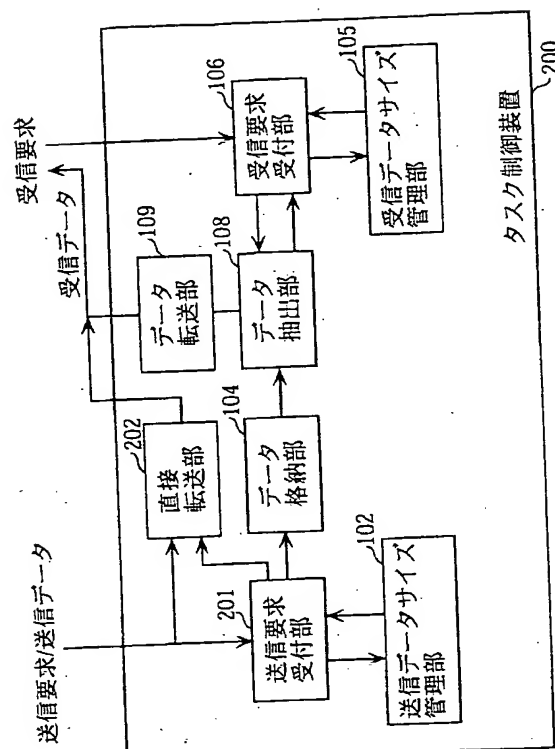 送信要求/送信データ
受信データ
受信要求
201
送信要求
受付部
202
直接
転送部
109
データ
転送部
106
受信要求
受付部
104
データ
格納部
108
データ
抽出部
102
送信データサイズ
管理部
105
受信データサイズ
管理部
タスク制御装置
200